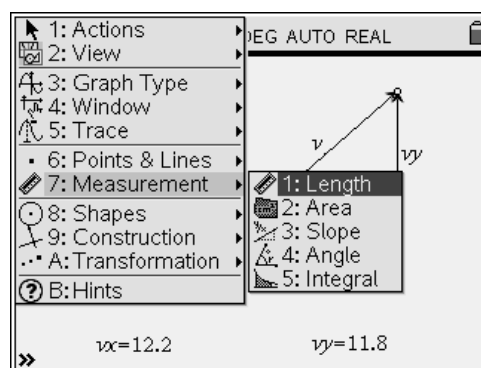 1: Actions
2: View
3: Graph Type
4: Window
5: Trace
6: Points & Lines
7: Measurement
8: Shapes
9: Construction
A: Transformation
B: Hints
DEG AUTO REAL
v
vy
1: Length
2: Area
3: Slope
4: Angle
5: Integral
vx=12.2
vy=11.8
»